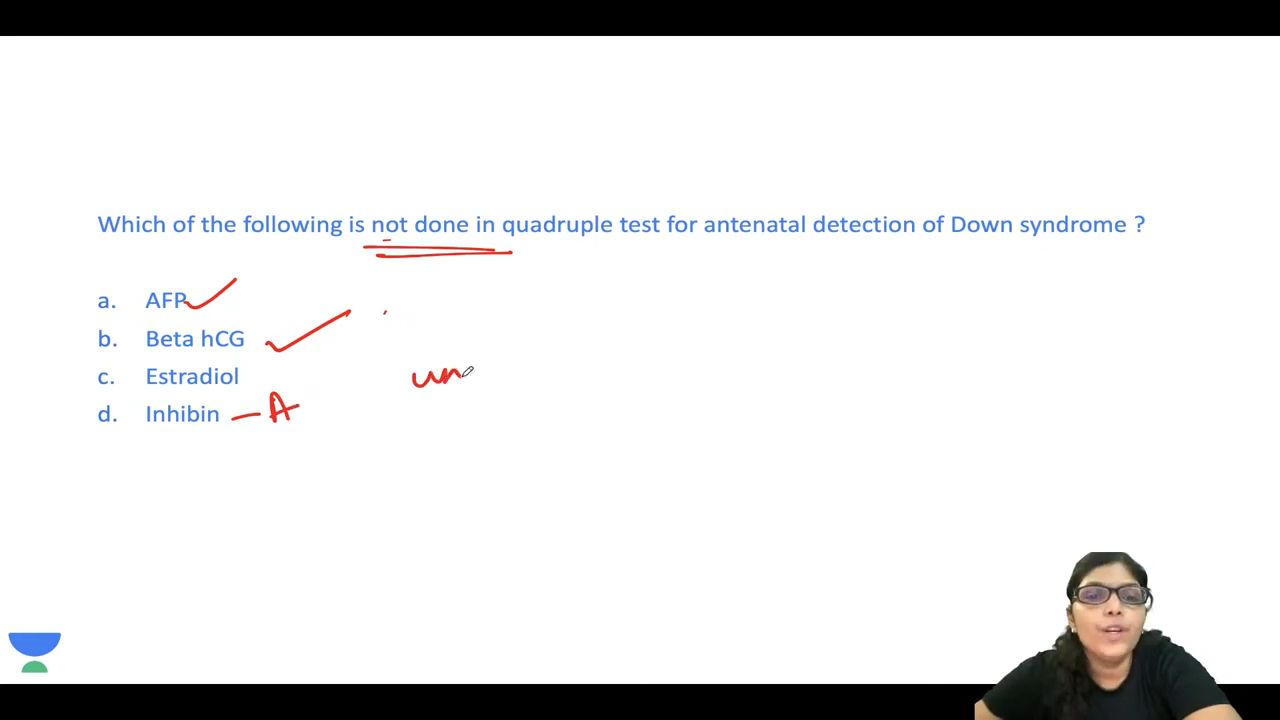 Which of the following is not done in quadruple test for antenatal detection of Down syndrome ?
a. AFP
b. Beta hCG
c. Estradiol
un
d. Inhibin – A